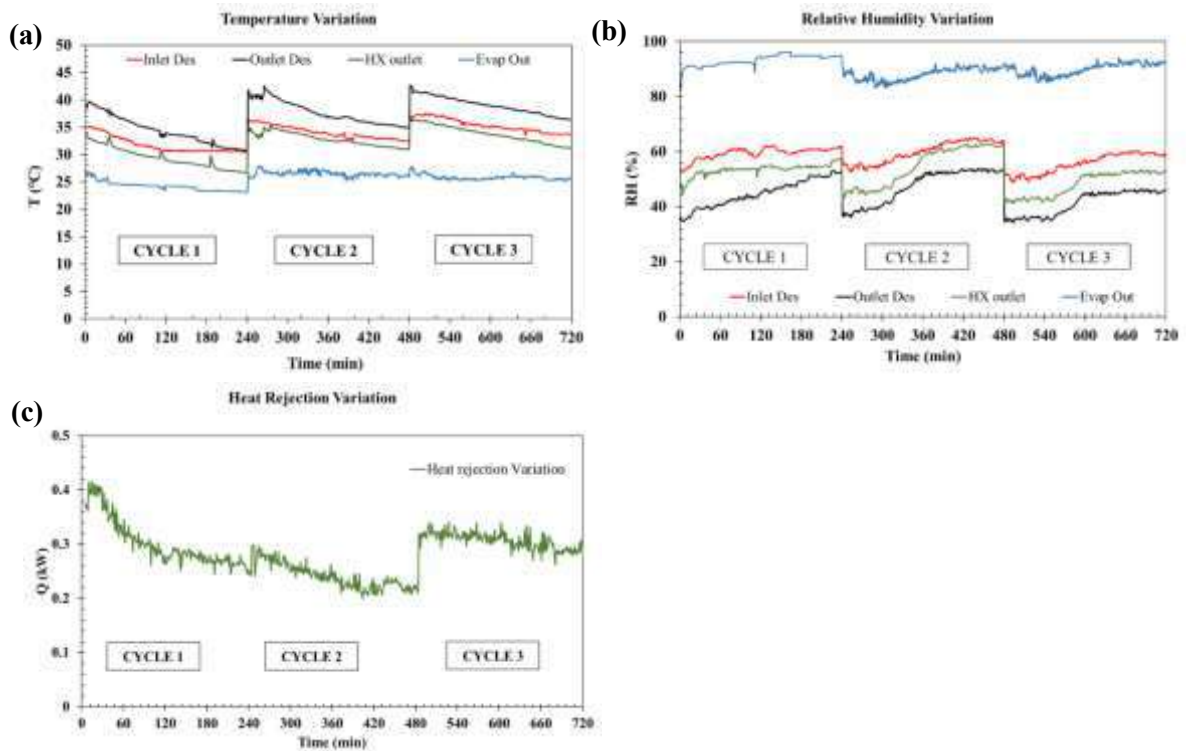 (a)
Temperature Variation
T (°C)
50
45
40
35
30
25
20
15
10
5
0
Inlet Des Outlet Des HX outlet Evap Out
CYCLE 1 CYCLE 2 CYCLE 3
0 60 120 180 240 300 360 420 480 540 600 660 720
Time (min)
(b)
Relative Humidity Variation
RH (%)
100
80
60
40
20
0
CYCLE 1 CYCLE 2 CYCLE 3
Inlet Des Outlet Des HX outlet Evap Out
0 60 120 180 240 300 360 420 480 540 600 660 720
Time (min)
(c)
Heat Rejection Variation
Q (kW)
0.5
0.4
0.3
0.2
0.1
0
Heat rejection Variation
CYCLE 1 CYCLE 2 CYCLE 3
0 60 120 180 240 300 360 420 480 540 600 660 720
Time (min)